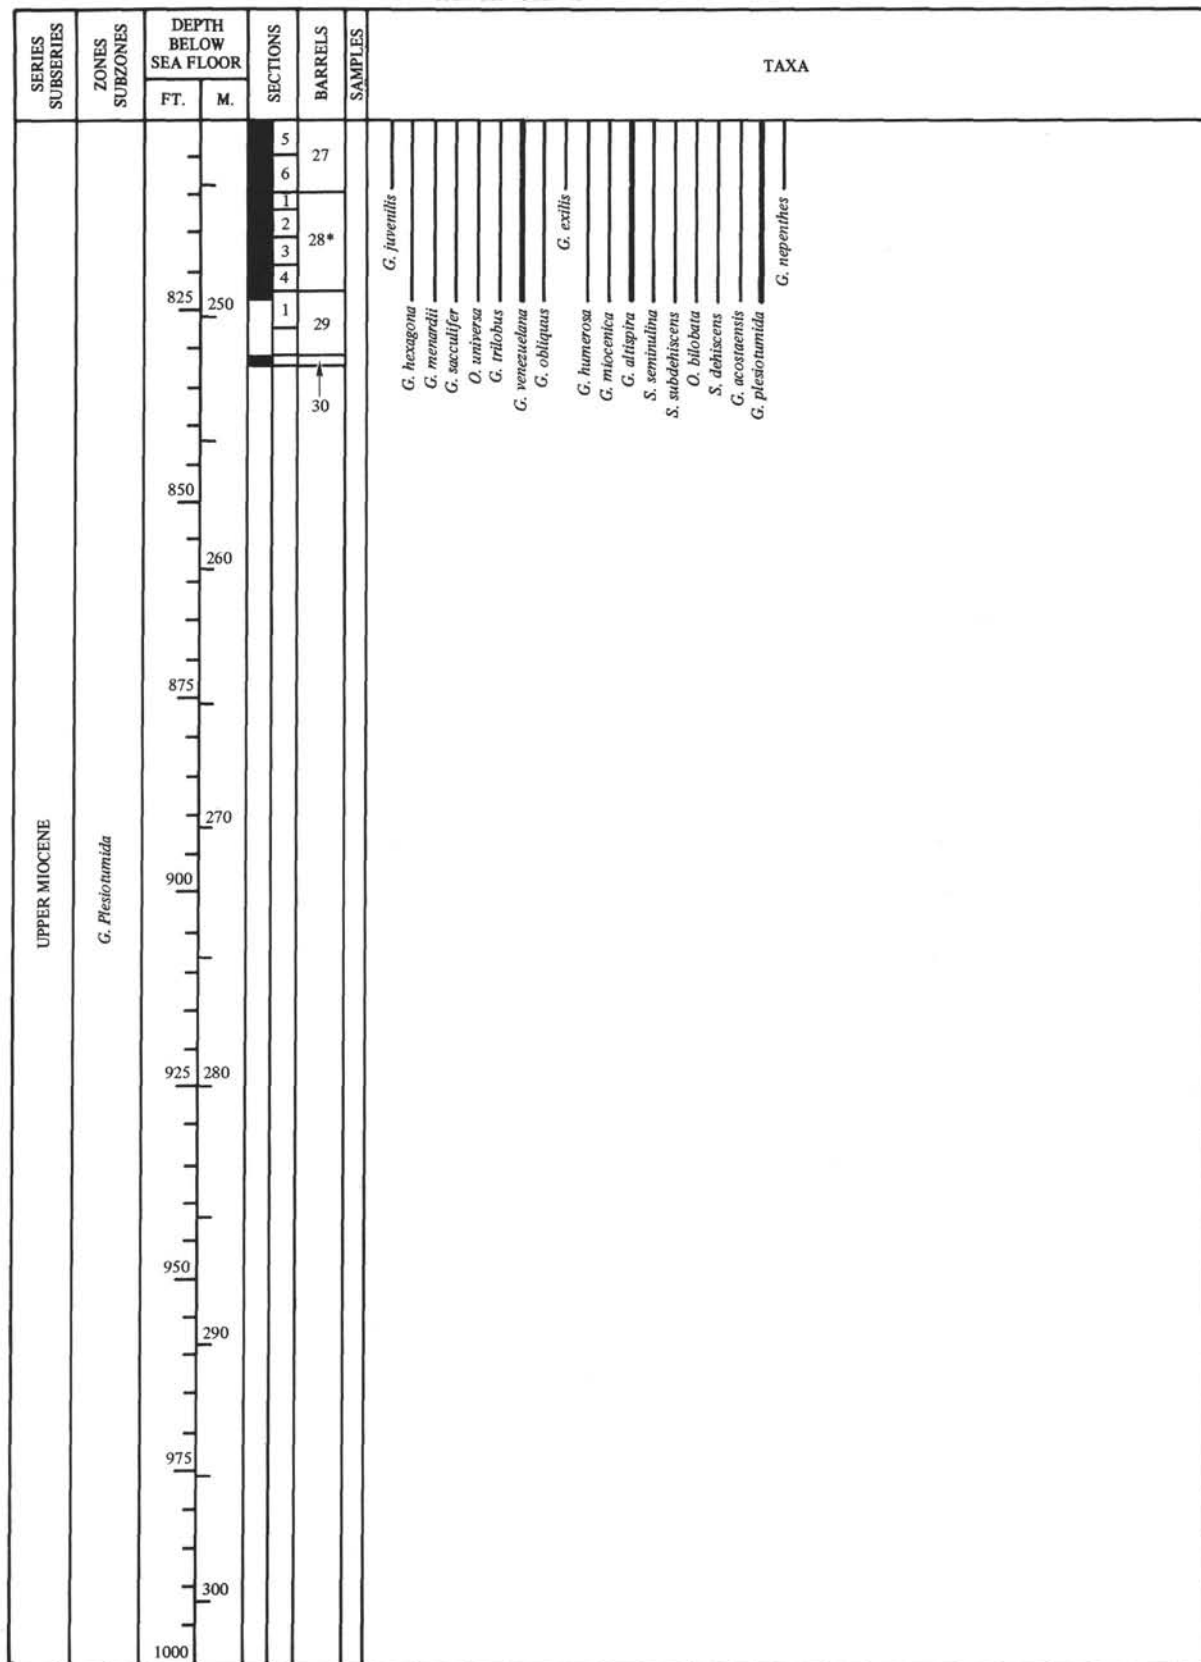 SERIES
SUBSERIES
ZONES
SUBZONES
DEPTH
BELOW
SEA FLOOR
FT.
M.
SECTIONS
BARRELS
SAMPLES
TAXA
5
6
27
1
2
3
4
28*
1
29
30
825
250
850
260
875
270
900
925
280
950
290
975
300
1000
UPPER MIOCENE
G. Plesiotumida
G. juvenilis
G. hexagona
G. menardii
G. sacculifer
O. universa
G. trilobus
G. venezuelana
G. obliquus
G. exilis
G. humerosa
G. miocenica
G. altispira
S. seminulina
S. subdehiscens
O. bilobata
S. dehiscens
G. acostaensis
G. plesiotumida
G. nepenthes